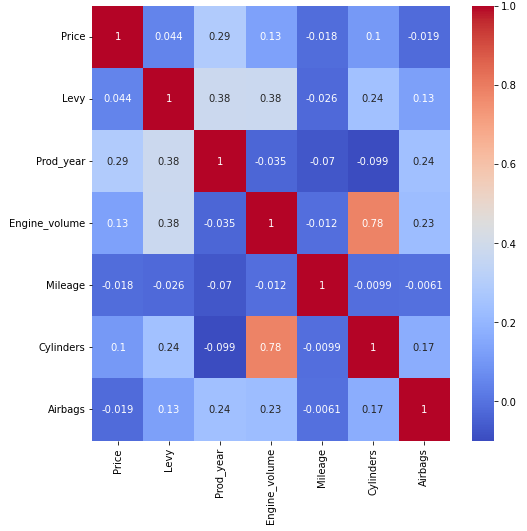 1.0
Price 1 0.044 0.29 0.13 -0.018 0.1 -0.019
Levy 0.044 1 0.38 0.38 -0.026 0.24 0.13
0.8
Prod_year 0.29 0.38 1 -0.035 -0.07 -0.099 0.24
0.6
Engine_volume 0.13 0.38 -0.035 1 -0.012 0.78 0.23
0.4
Mileage -0.018 -0.026 -0.07 -0.012 1 -0.0099 -0.0061
0.2
Cylinders 0.1 0.24 -0.099 0.78 -0.0099 1 0.17
0.0
Airbags -0.019 0.13 0.24 0.23 -0.0061 0.17 1
Price Levy Prod_year Engine_volume Mileage Cylinders Airbags